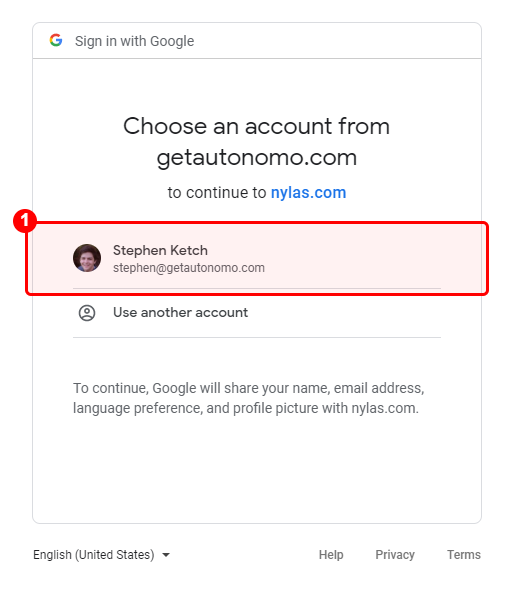 Sign in with Google
Choose an account from
getautonomo.com
to continue to nylas.com
1
Stephen Ketch
stephen@getautonomo.com
Use another account
To continue, Google will share your name, email address,
language preference, and profile picture with nylas.com.
English (United States) Help Privacy Terms